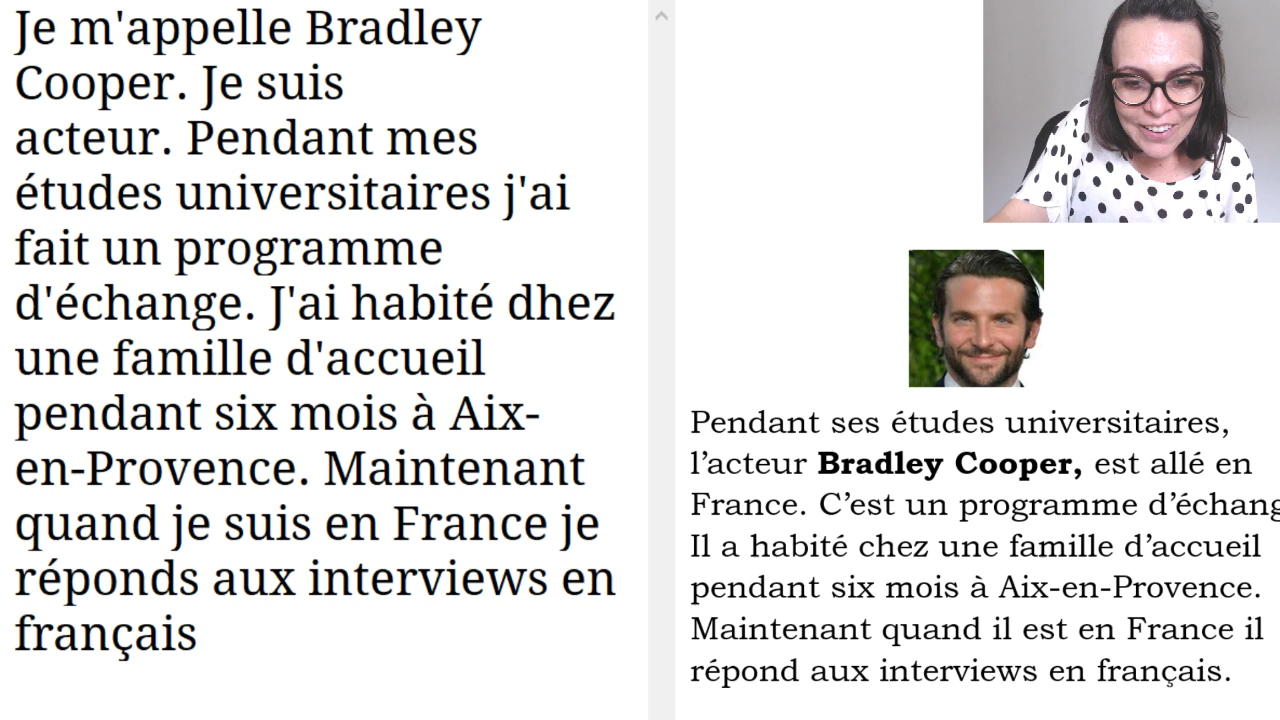 Je m'appelle Bradley
Cooper. Je suis
acteur. Pendant mes
études universitaires j'ai
fait un programme
d'échange. J'ai habité dhez
une famille d'accueil
pendant six mois à Aix-
en-Provence. Maintenant
quand je suis en France je
réponds aux interviews en
français
Pendant ses études universitaires,
l’acteur Bradley Cooper, est allé en
France. C’est un programme d’échang
Il a habité chez une famille d’accueil
pendant six mois à Aix-en-Provence.
Maintenant quand il est en France il
répond aux interviews en français.